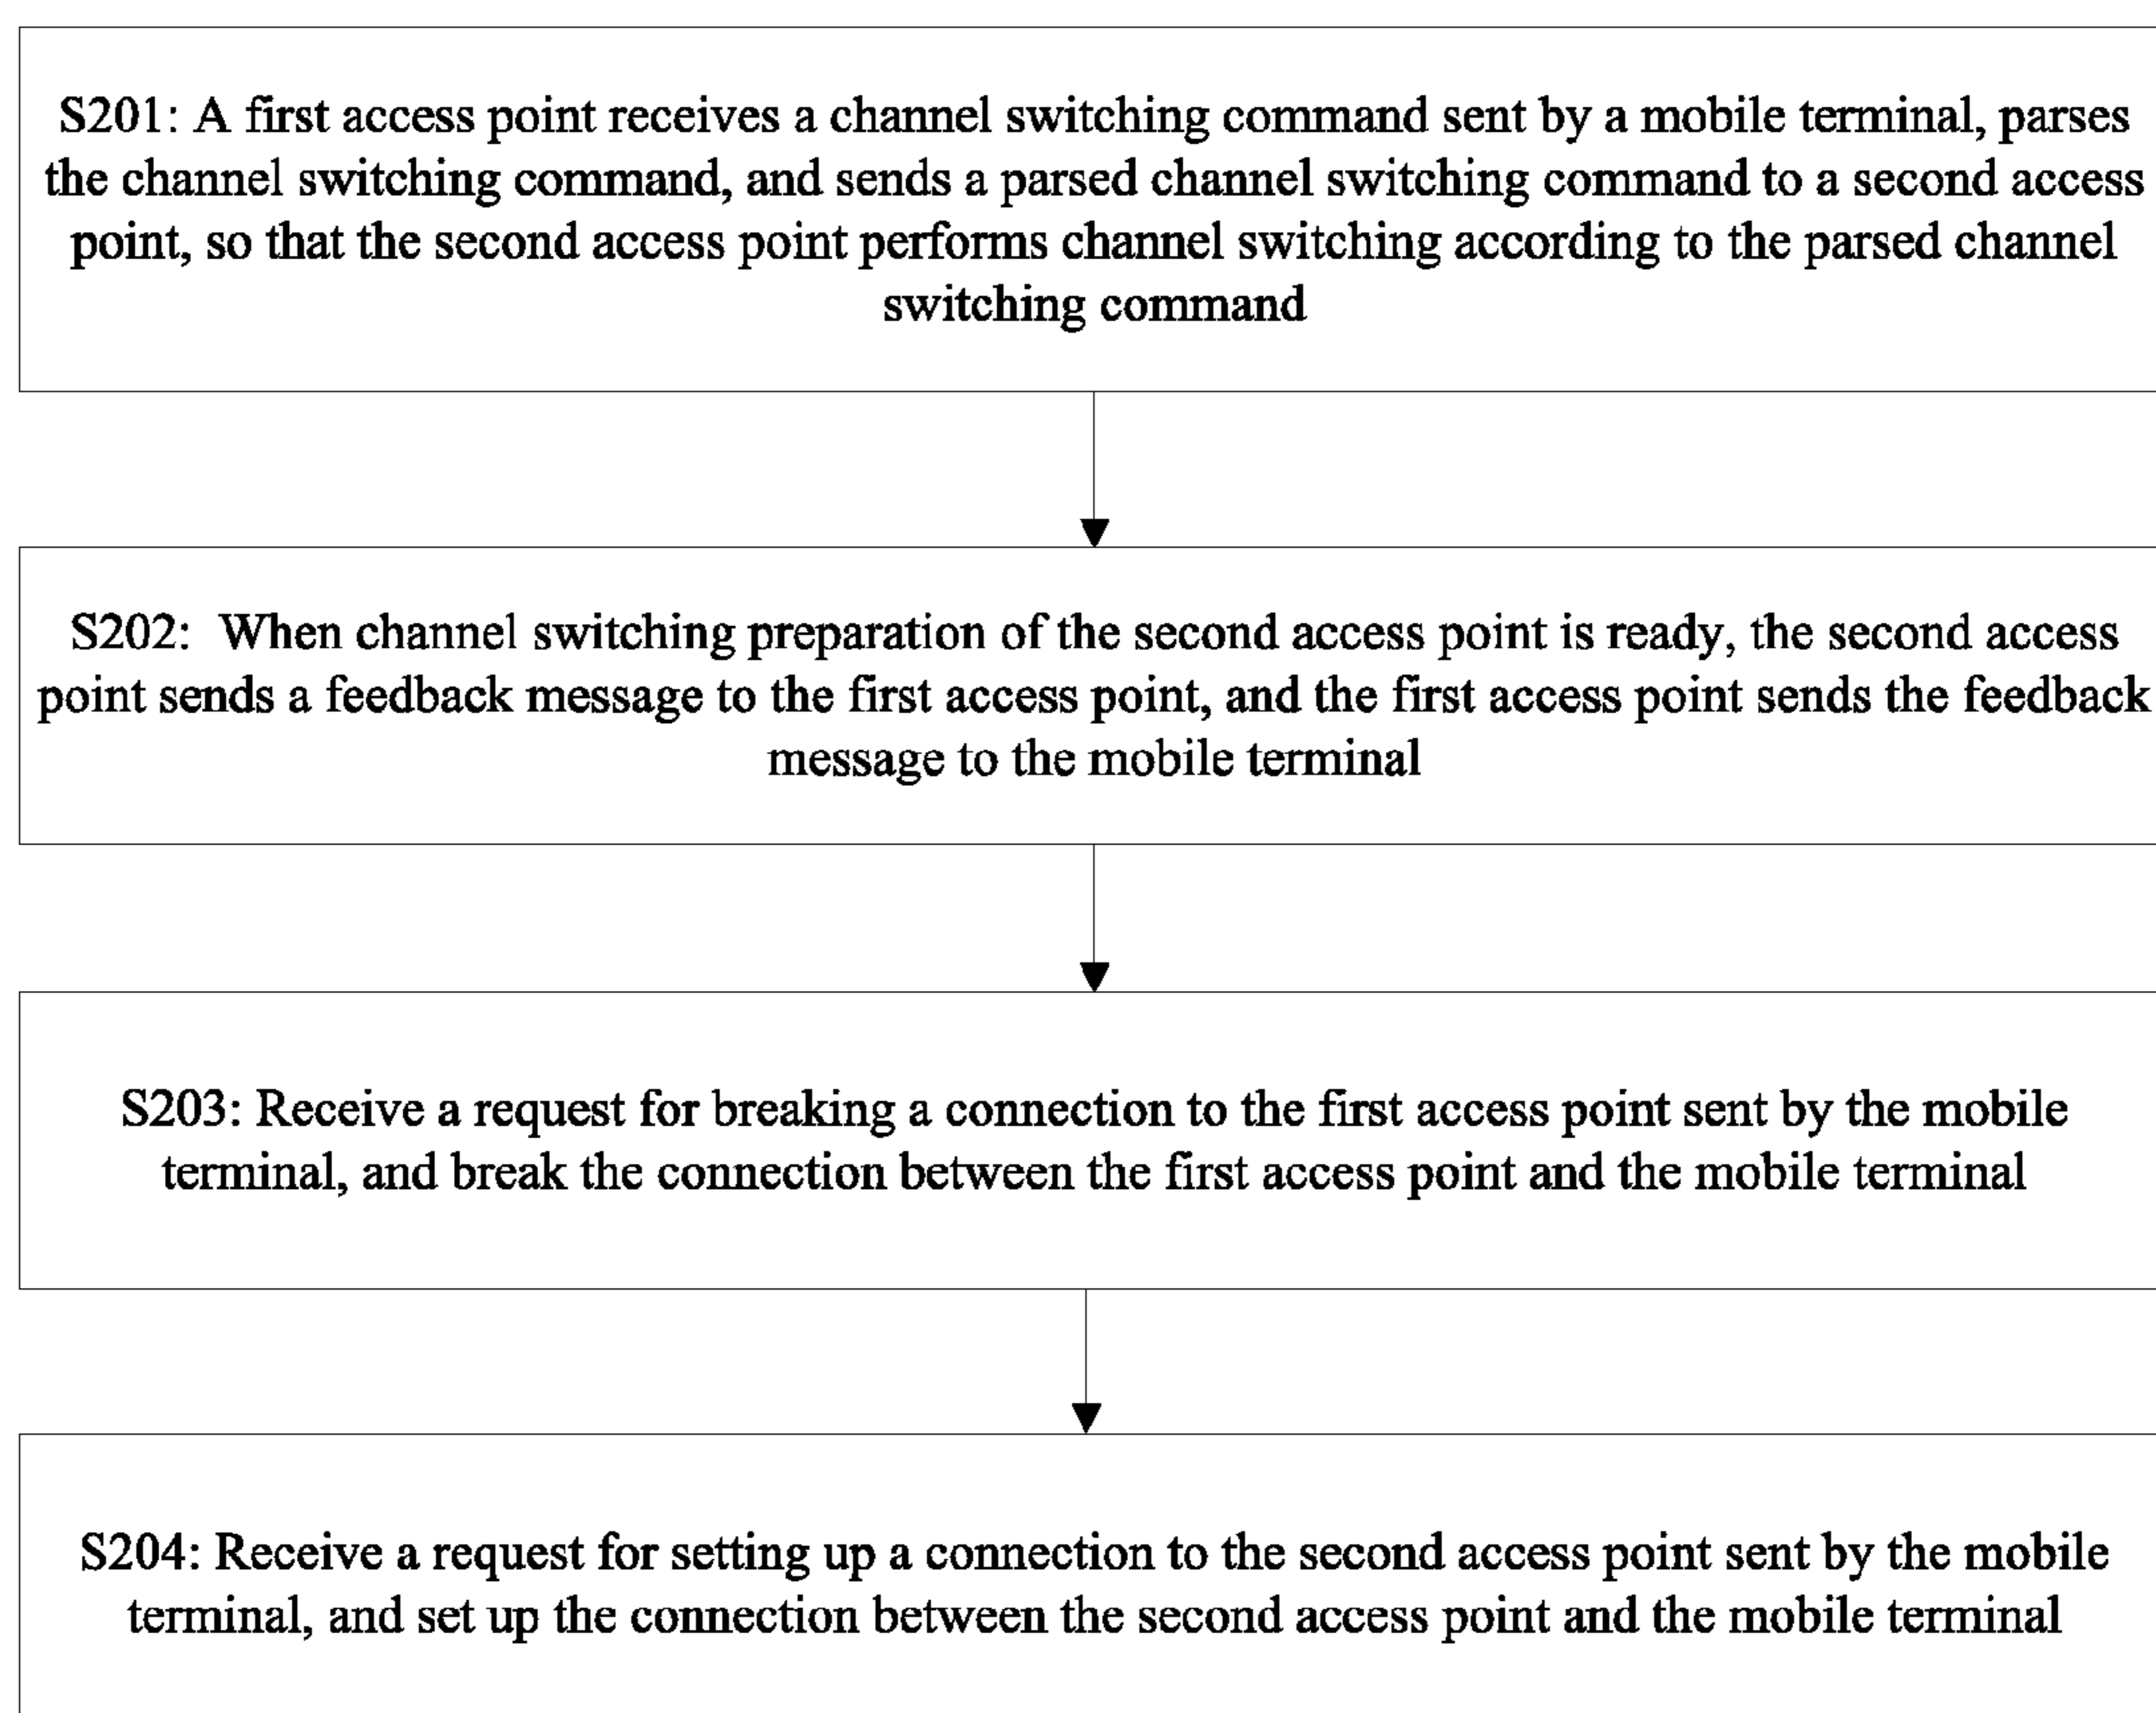 S201: A first access point receives a channel switching command sent by a mobile terminal, parses
the channel switching command, and sends a parsed channel switching command to a second access
point, so that the second access point performs channel switching according to the parsed channel
switching command
S202: When channel switching preparation of the second access point is ready, the second access
point sends a feedback message to the first access point, and the first access point sends the feedback
message to the mobile terminal
S203: Receive a request for breaking a connection to the first access point sent by the mobile
terminal, and break the connection between the first access point and the mobile terminal
S204: Receive a request for setting up a connection to the second access point sent by the mobile
terminal, and set up the connection between the second access point and the mobile terminal